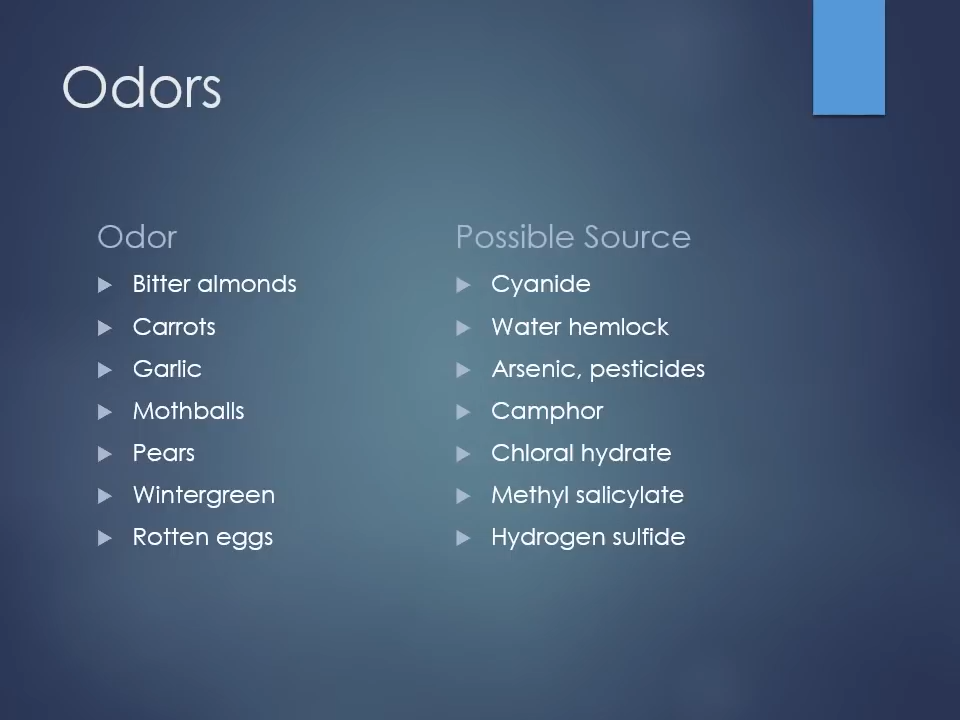 Odors
Odor
Bitter almonds
Carrots
Garlic
Mothballs
Pears
Wintergreen
Rotten eggs
Possible Source
Cyanide
Water hemlock
Arsenic, pesticides
Camphor
Chloral hydrate
Methyl salicylate
Hydrogen sulfide